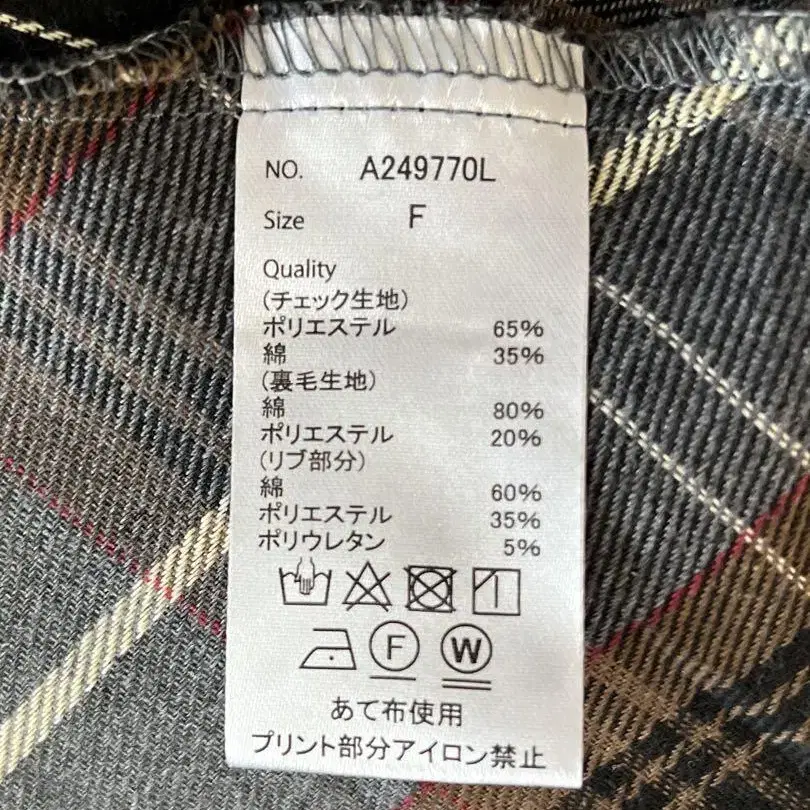 NO. A249770L
Size F
Quality
(チェック生地)
ポリエステル 65%
綿 35%
(裏毛生地)
綿 80%
ポリエステル 20%
(リブ部分)
綿 60%
ポリエステル 35%
ポリウレタン 5%
F W
あて布使用
プリント部分アイロン禁止